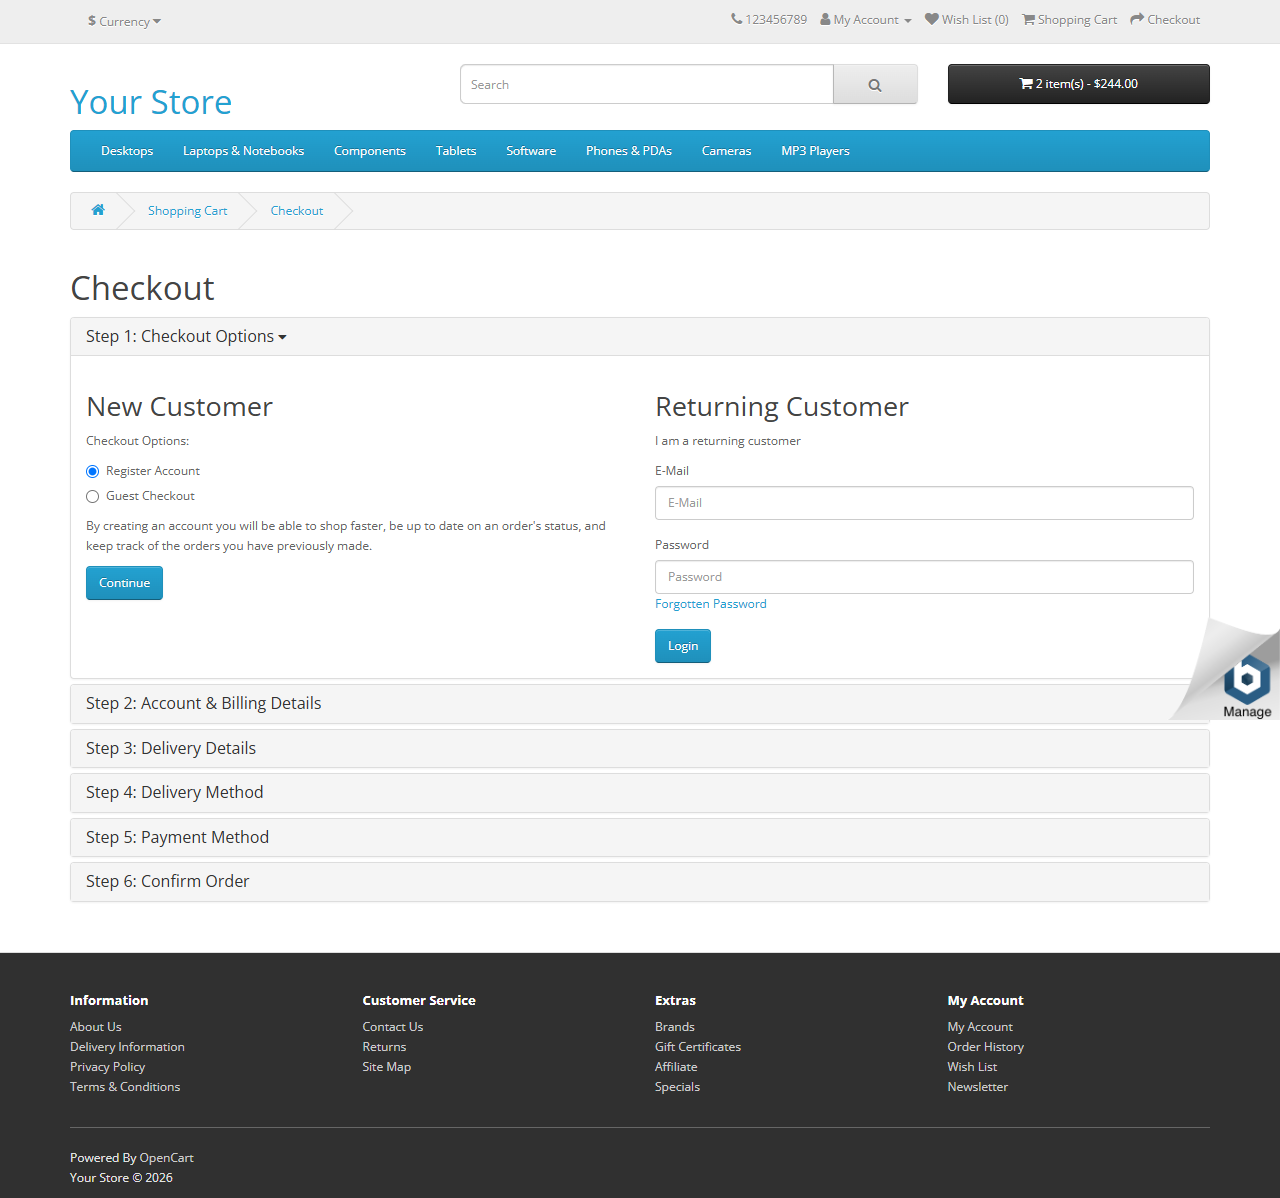 $ Currency
123456789 My Account Wish List (0) Shopping Cart Checkout
Your Store
Search
2 item(s) - $244.00
Desktops Laptops & Notebooks Components Tablets Software Phones & PDAs Cameras MP3 Players
Shopping Cart Checkout
Checkout
Step 1: Checkout Options
New Customer
Checkout Options:
Register Account
Guest Checkout
By creating an account you will be able to shop faster, be up to date on an order's status, and
keep track of the orders you have previously made.
Continue
Returning Customer
I am a returning customer
E-Mail
E-Mail
Password
Password
Forgotten Password
Login
Manage
Step 2: Account & Billing Details
Step 3: Delivery Details
Step 4: Delivery Method
Step 5: Payment Method
Step 6: Confirm Order
Information
About Us
Delivery Information
Privacy Policy
Terms & Conditions
Customer Service
Contact Us
Returns
Site Map
Extras
Brands
Gift Certificates
Affiliate
Specials
My Account
My Account
Order History
Wish List
Newsletter
Powered By OpenCart
Your Store © 2026